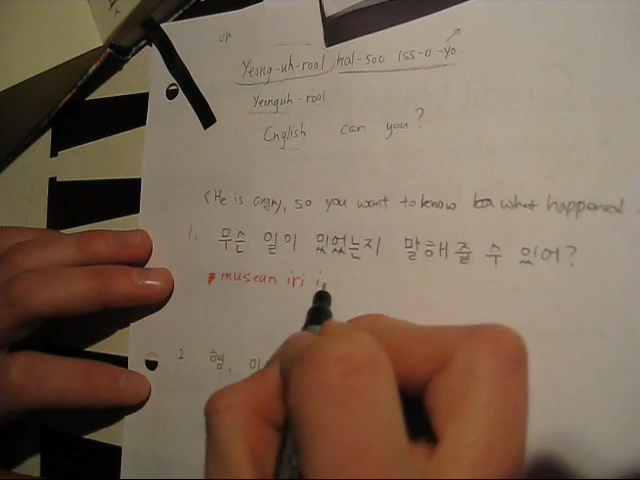 Yeong-uh-rool hal-soo iss-o-yo.
Yeonguh-rool
English can you?
<He is angry, so you want to know what happened.
1. 무슨 일이 있었는지 말해줄 수 있어?
museun iri i
2 형,